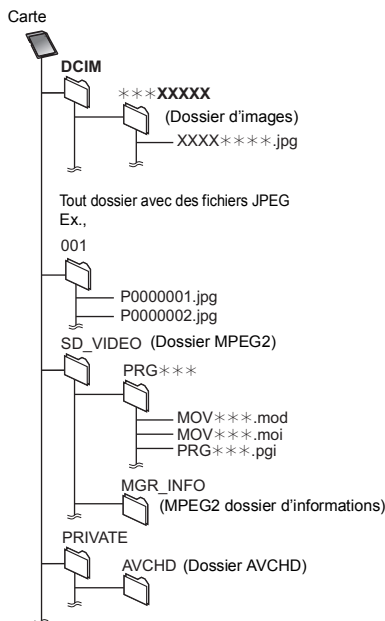 Carte
DCIM
∗∗∗XXXXX
(Dossier d'images)
XXXX∗∗∗∗.jpg
Tout dossier avec des fichiers JPEG
Ex.,
001
P0000001.jpg
P0000002.jpg
SD_VIDEO (Dossier MPEG2)
PRG∗∗∗
MOV∗∗∗.mod
MOV∗∗∗.moi
PRG∗∗∗.pgi
MGR_INFO
(MPEG2 dossier d'informations)
PRIVATE
AVCHD (Dossier AVCHD)